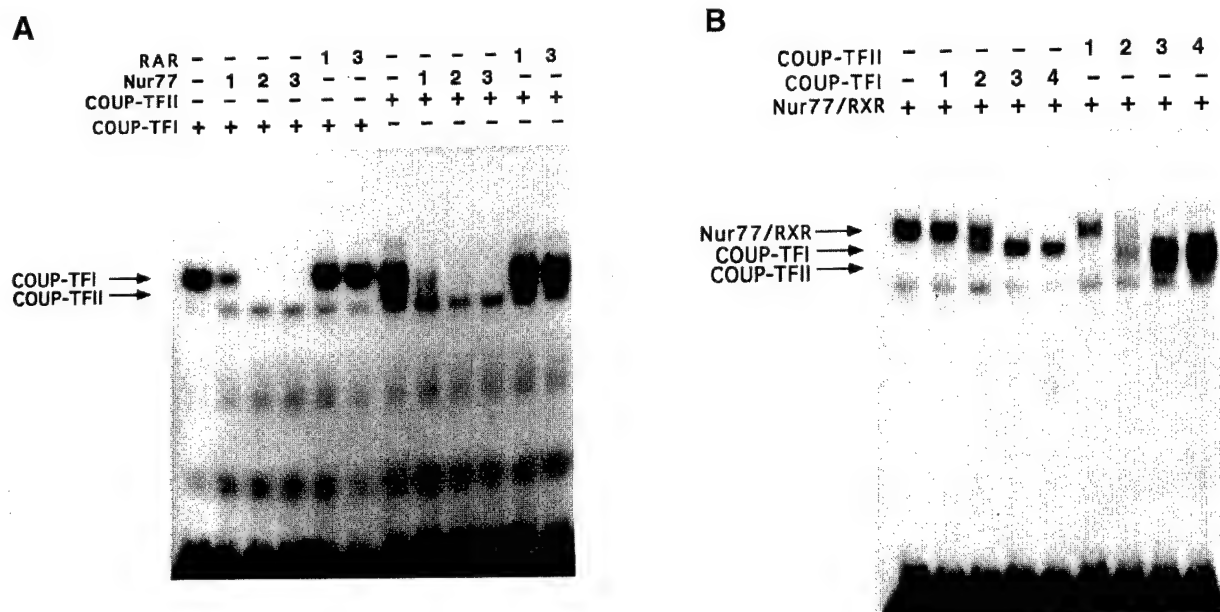 A
RAR – – – – 1 3 – – – – 1 3
Nur77 – 1 2 3 – – – 1 2 3 – –
COUP-TFII – – – – – – + + + + + +
COUP-TFI + + + + + + – – – – – –
COUP-TFI
COUP-TFII
B
COUP-TFII – – – – – 1 2 3 4
COUP-TFI – 1 2 3 4 – – – –
Nur77/RXR + + + + + + + + +
Nur77/RXR
COUP-TFI
COUP-TFII